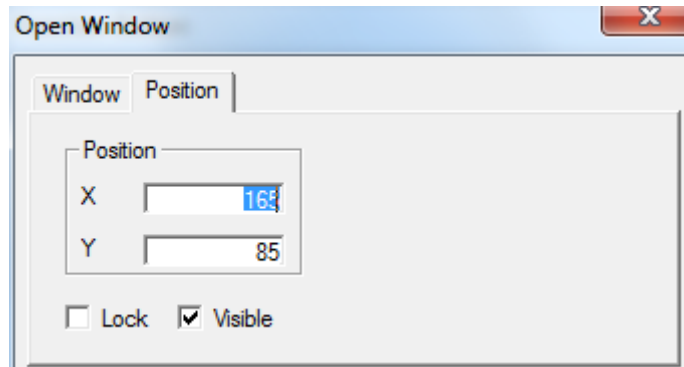 Open Window
Window Position
Position
X 165
Y 85
Lock Visible